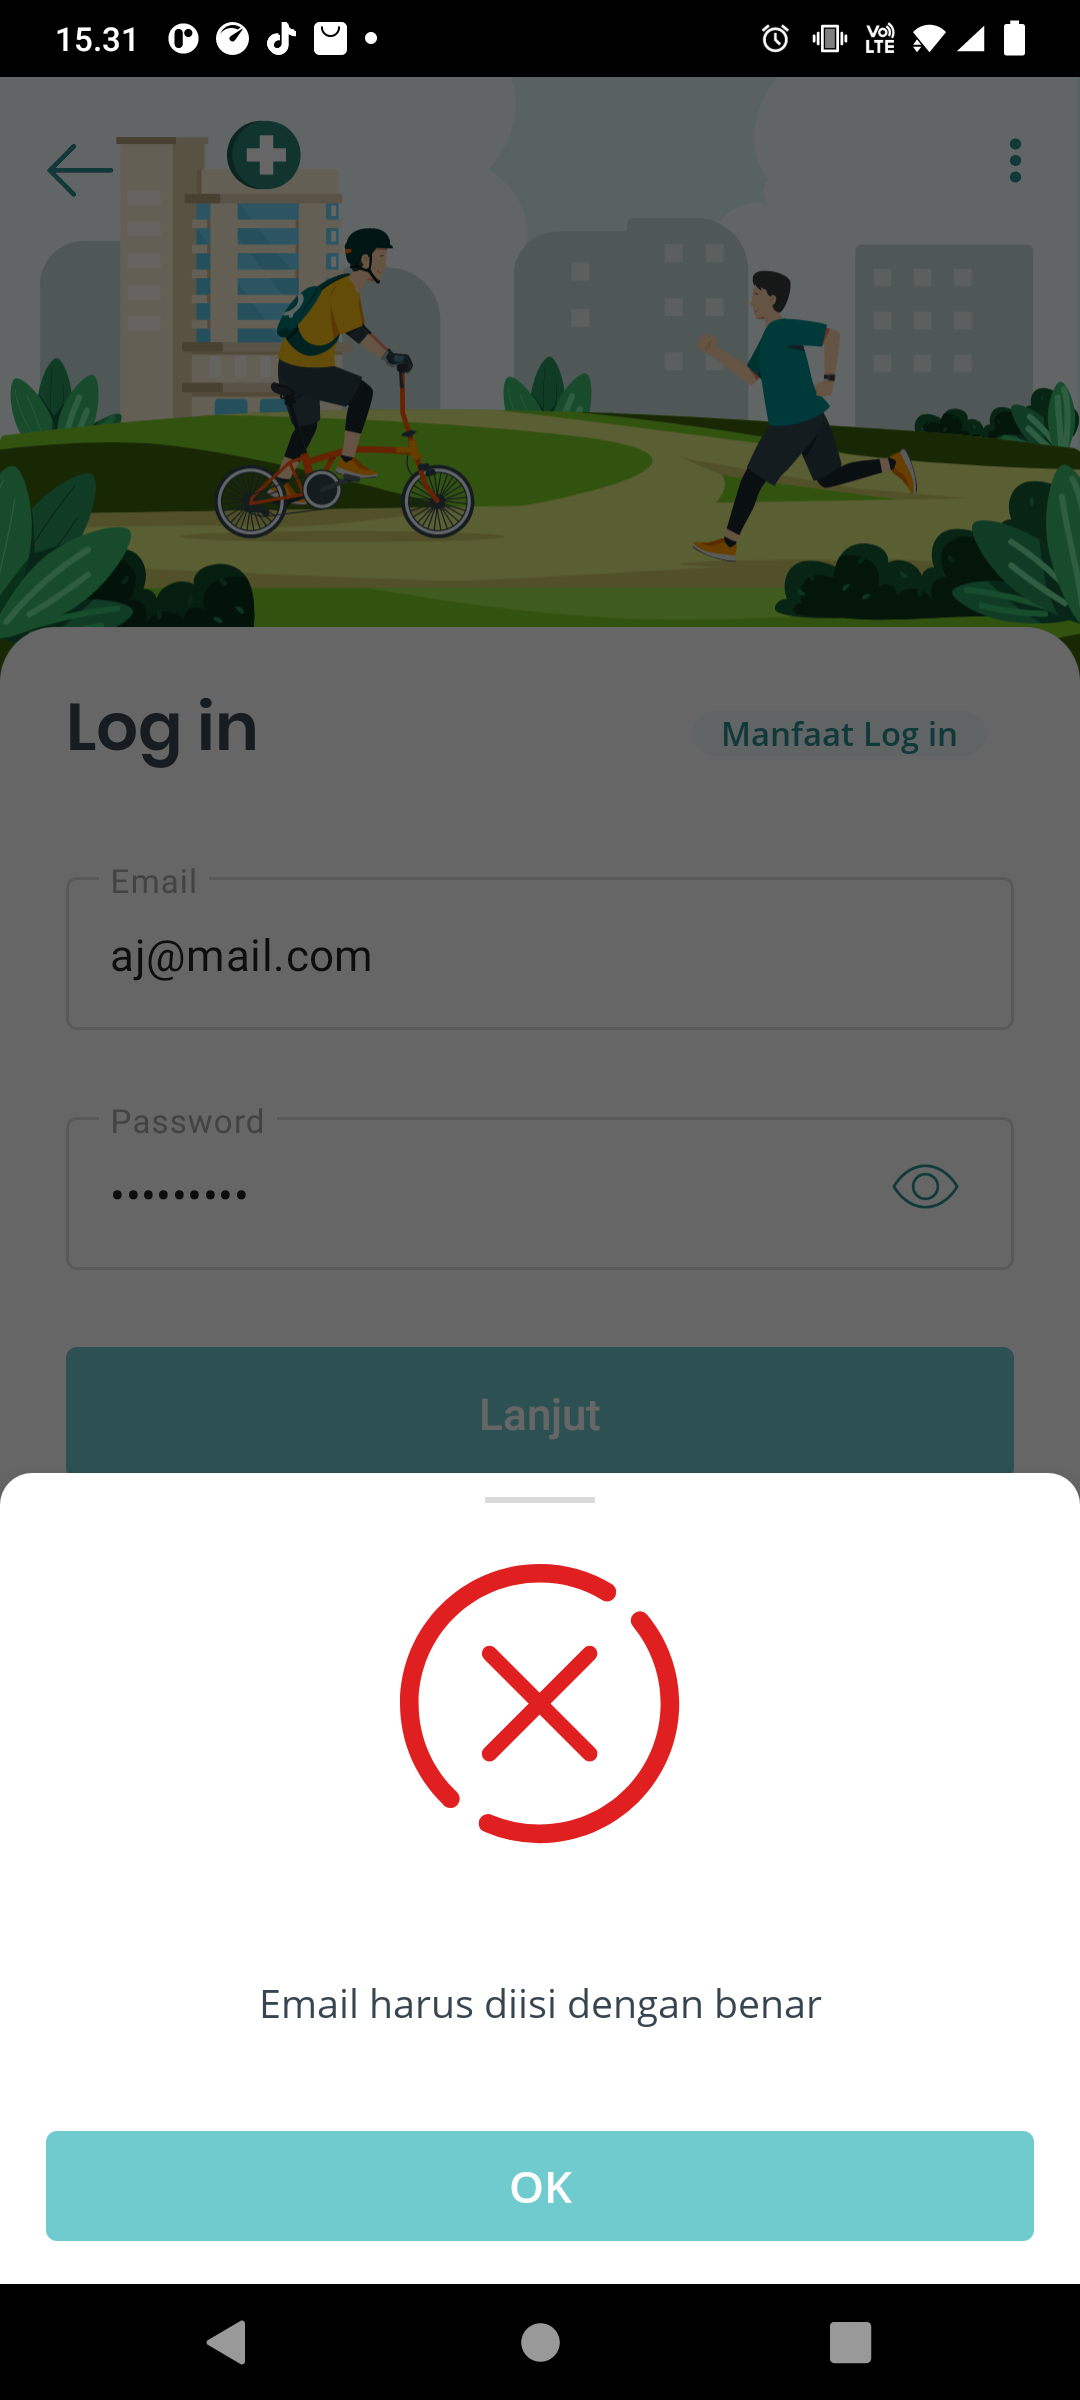 15.31
Vo)) LTE
Log in
Manfaat Log in
Email
aj@mail.com
Password
Lanjut
Email harus diisi dengan benar
OK